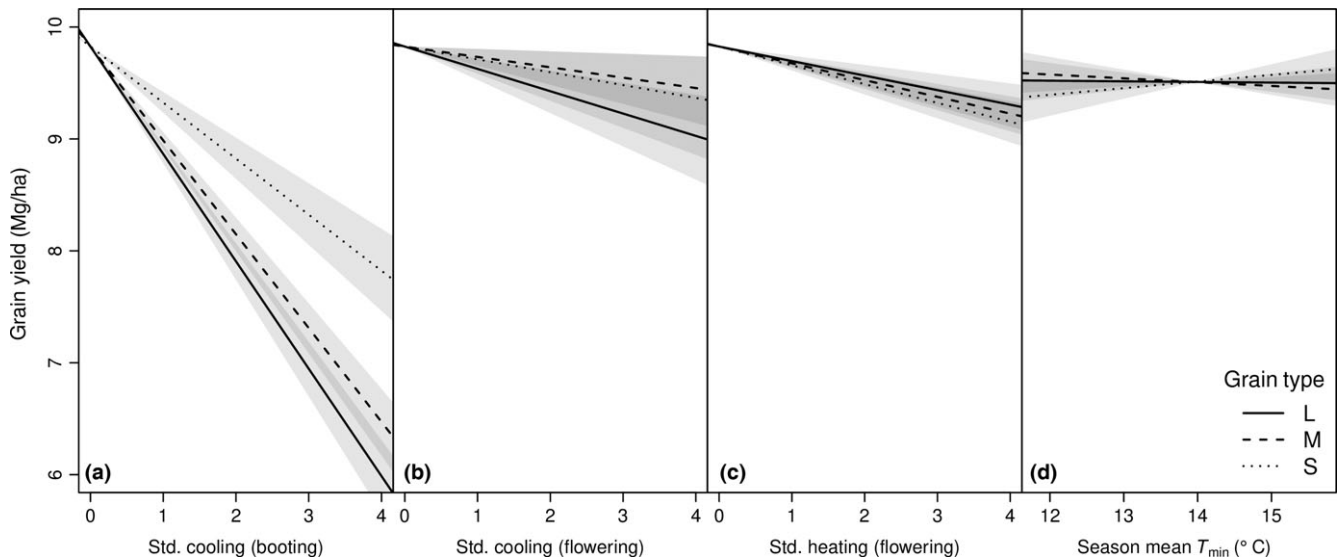 Grain yield (Mg/ha)
10
9
8
7
6
(a)
(b)
(c)
(d)
Grain type
L
M
S
0 1 2 3 4
0 1 2 3 4
0 1 2 3 4
12 13 14 15
Std. cooling (booting)
Std. cooling (flowering)
Std. heating (flowering)
Season mean Tmin (° C)